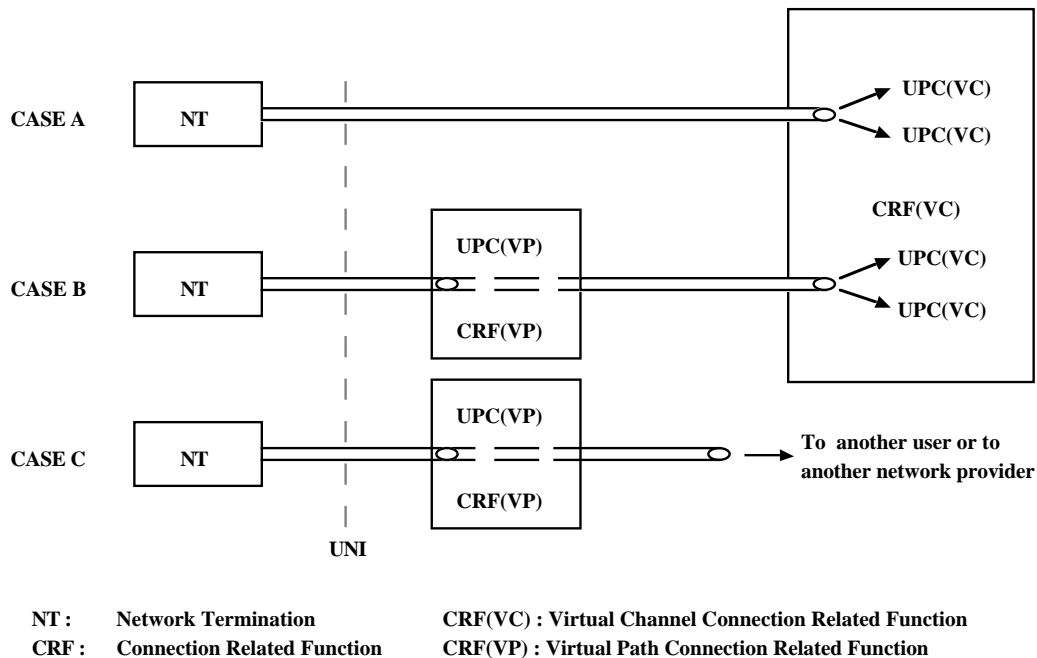 UPC(VC)
CASE A NT
UPC(VC)
CRF(VC)
UPC(VP)
UPC(VC)
CASE B NT
UPC(VC)
CRF(VP)
UPC(VP)
To another user or to
CASE C NT
another network provider
CRF(VP)
UNI
NT : Network Termination CRF(VC) : Virtual Channel Connection Related Function
CRF : Connection Related Function CRF(VP) : Virtual Path Connection Related Function